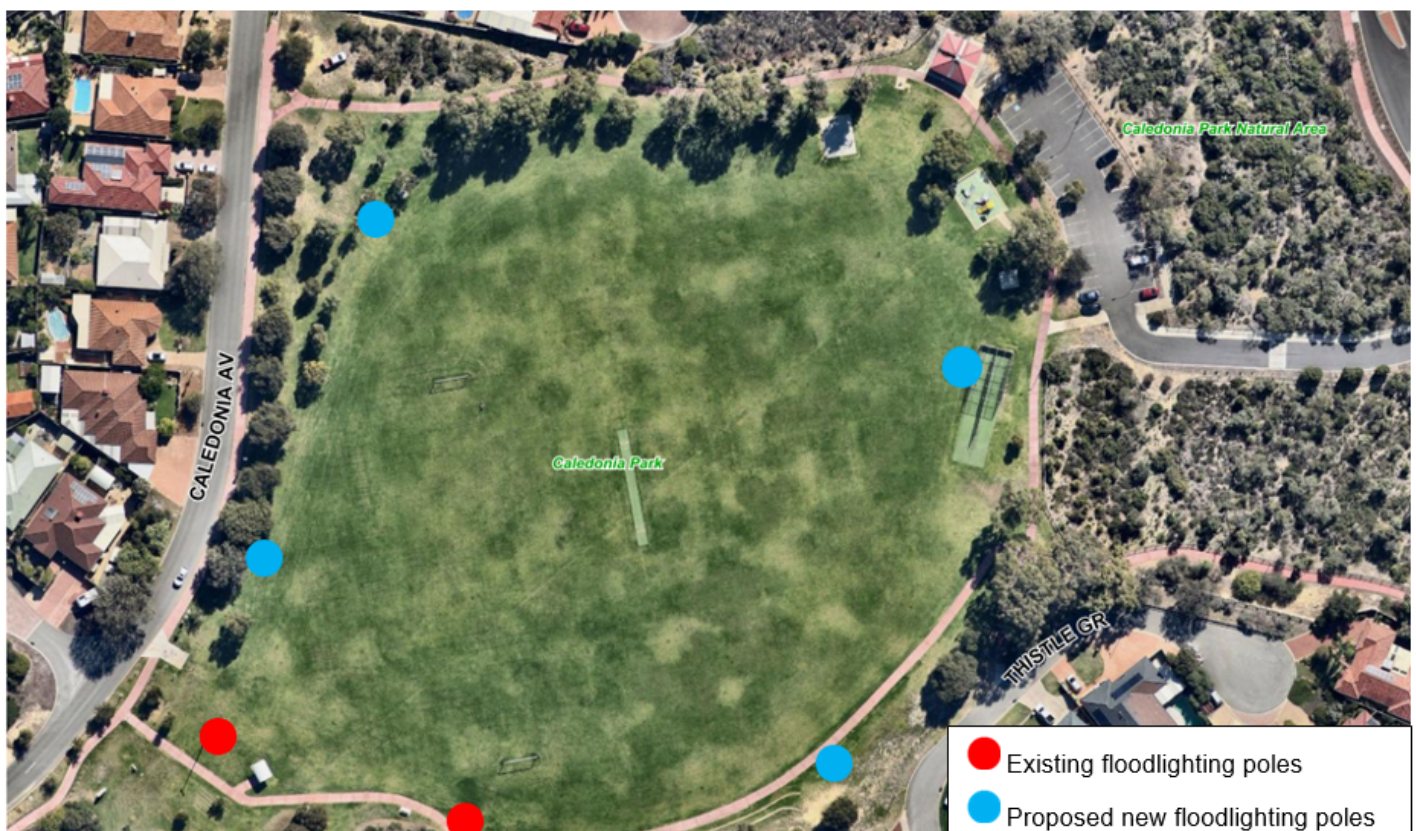 Caledonia Park Natural Area
CALEDONIA AV
Caledonia Park
THISTLE GR
Existing floodlighting poles
Proposed new floodlighting poles